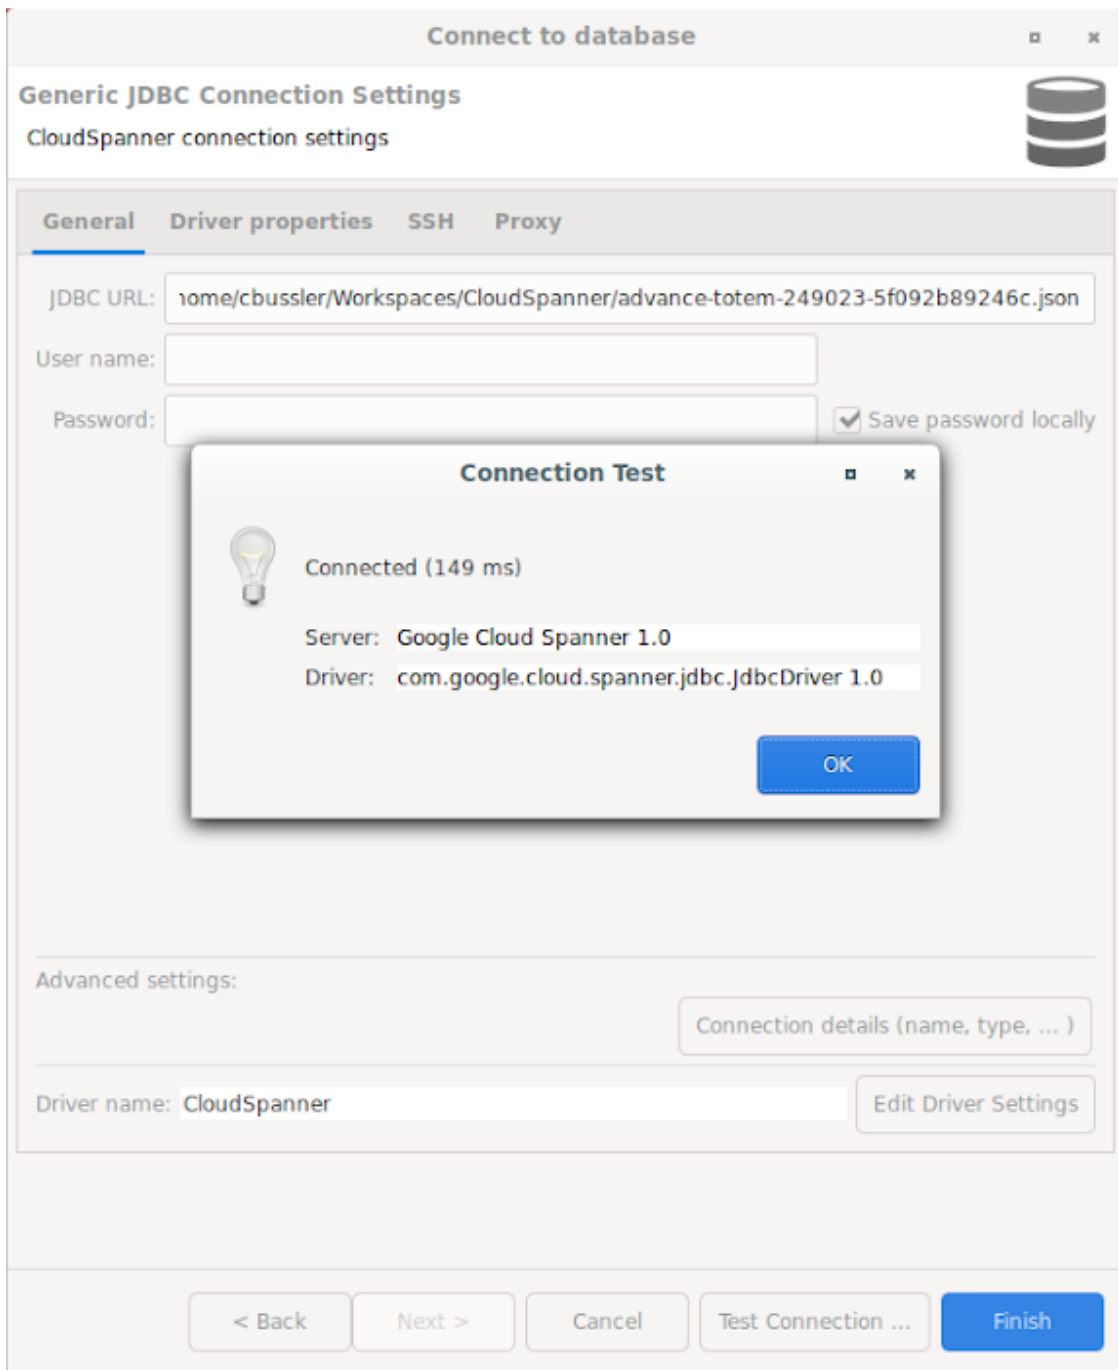 Connect to database
Generic JDBC Connection Settings
CloudSpanner connection settings
General Driver properties SSH Proxy
JDBC URL: home/cbussler/Workspaces/CloudSpanner/advance-totem-249023-5f092b89246c.json
User name:
Password: Save password locally
Connection Test
Connected (149 ms)
Server: Google Cloud Spanner 1.0
Driver: com.google.cloud.spanner.jdbc.JdbcDriver 1.0
OK
Advanced settings:
Connection details (name, type, ... )
Driver name: CloudSpanner Edit Driver Settings
< Back Next > Cancel Test Connection ... Finish